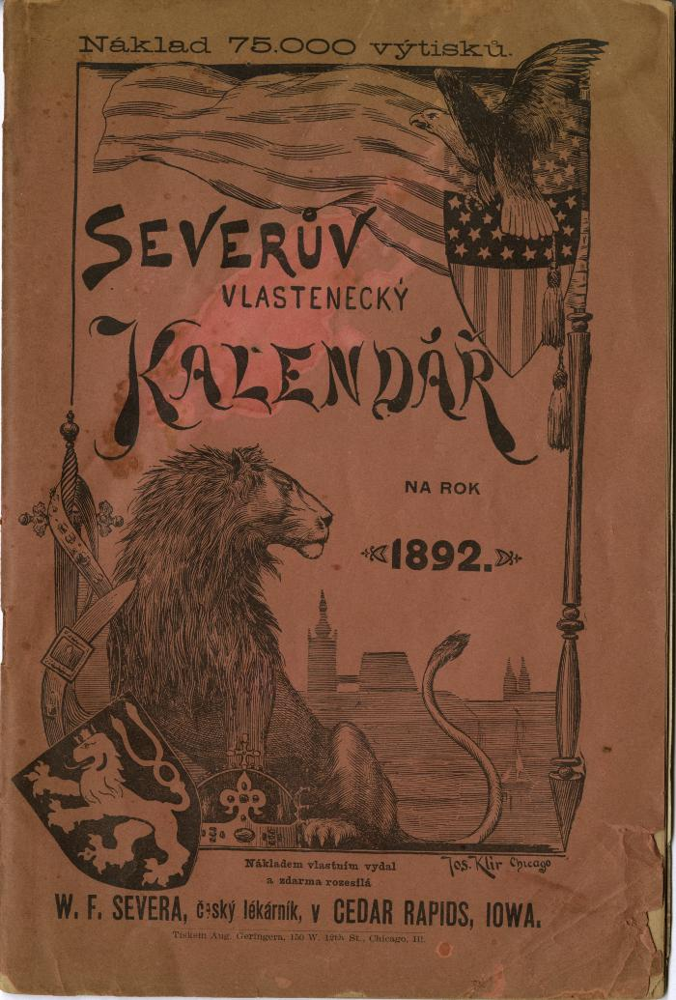 Náklad 75.000 výtisků.
SEVERŮV
VLASTENECKÝ
KALENDÁŘ
NA ROK
1892.
Nákladem vlastním vydal
a zdarma rozesílá
Jos. Klir Chicago
W. F. SEVERA, český lékárník, v CEDAR RAPIDS, IOWA.
Tiskem Aug. Geringera, 150 W. 12th St., Chicago, Ill.